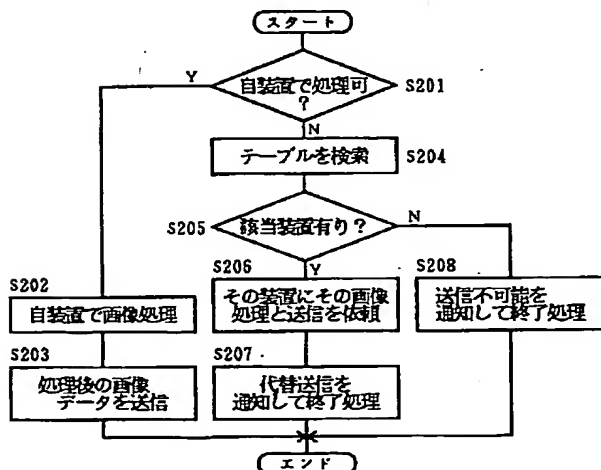 スタート
Y
自装置で処理可
?
S201
N
テーブルを検索
S204
S205
該当装置有り?
N
S202
S206
Y
S208
自装置で画像処理
その装置にその画像
処理と送信を依頼
送信不可能を
通知して終了処理
S203
S207
処理後の画像
データを送信
代替送信を
通知して終了処理
エンド